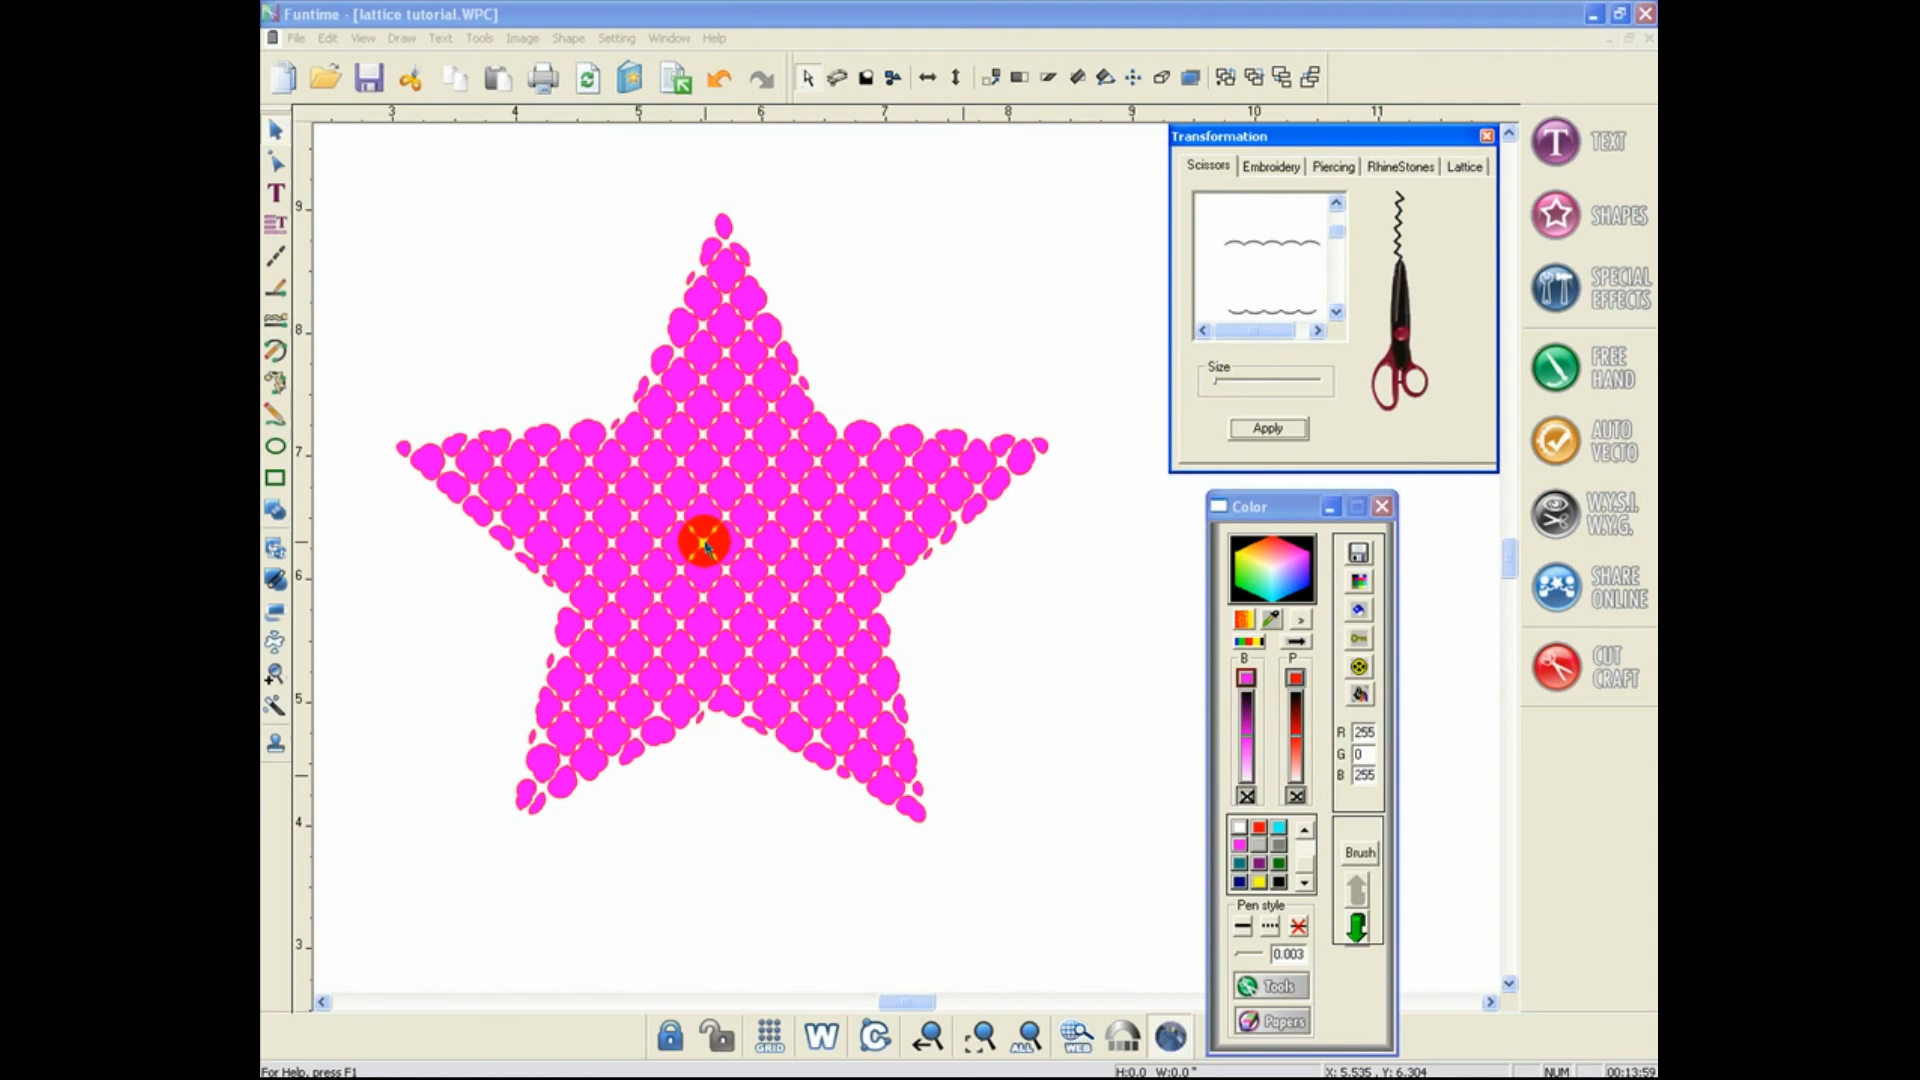 Funtime - [lattice tutorial.WPC]
File Edit View Draw Text Tools Image Shape Setting Window Help
3 4 5 6 7 8 9 10 11
Transformation
Scissors Embroidery Piercing RhineStones Lattice
Size
Apply
9
8
7
6
5
4
3
T TEXT
SHAPES
SPECIAL
EFFECTS
FREE
HAND
AUTO
VECTO
W.Y.S.I.
W.Y.G.
SHARE
ONLINE
CUT
CRAFT
Color
B P
R 255
G 0
B 255
Brush
Pen style
0.003
Tools
Papers
GRID W C ALL WEB
For Help, press F1 H:0.0 W:0.0 " X: 5.535 , Y: 6.304 NUM 00:13:59